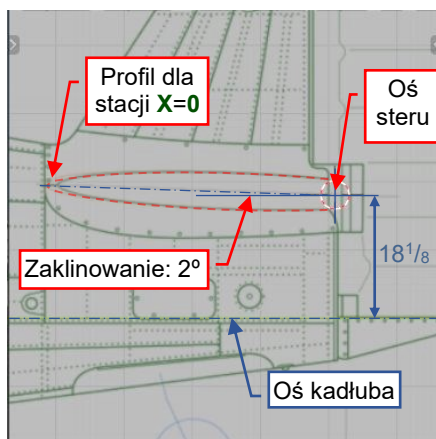 Profil dla
stacji X=0
Oś
steru
Zaklinowanie: 2º
18¹/₈
Oś kadłuba